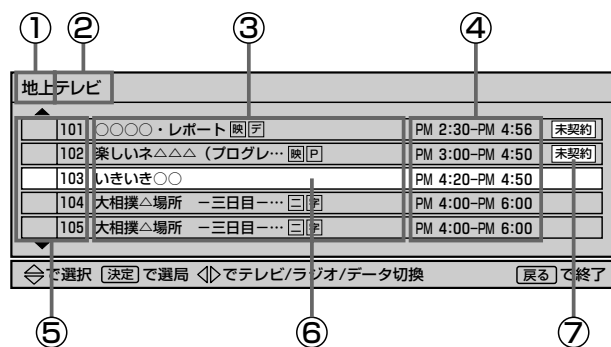 ① ② ③ ④
地上 テレビ
101 ○○○○・レポート 映 デ PM 2:30-PM 4:56 未契約
102 楽しいネ△△△（プログレ… 映 P PM 3:00-PM 4:50 未契約
103 いきいき○○ PM 4:20-PM 4:50
104 大相撲△場所 －三日目－… 二 字 PM 4:00-PM 6:00
105 大相撲△場所 －三日目－… 二 字 PM 4:00-PM 6:00
で選択 決定 で選局 でテレビ/ラジオ/データ切換 戻る で終了
⑤ ⑥ ⑦